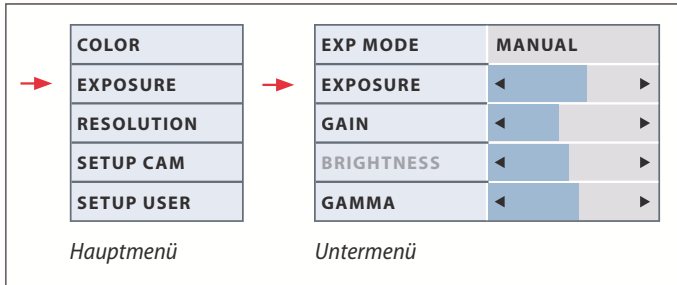 COLOR
EXPOSURE
RESOLUTION
SETUP CAM
SETUP USER
Hauptmenü
EXP MODE MANUAL
EXPOSURE
GAIN
BRIGHTNESS
GAMMA
Untermenü